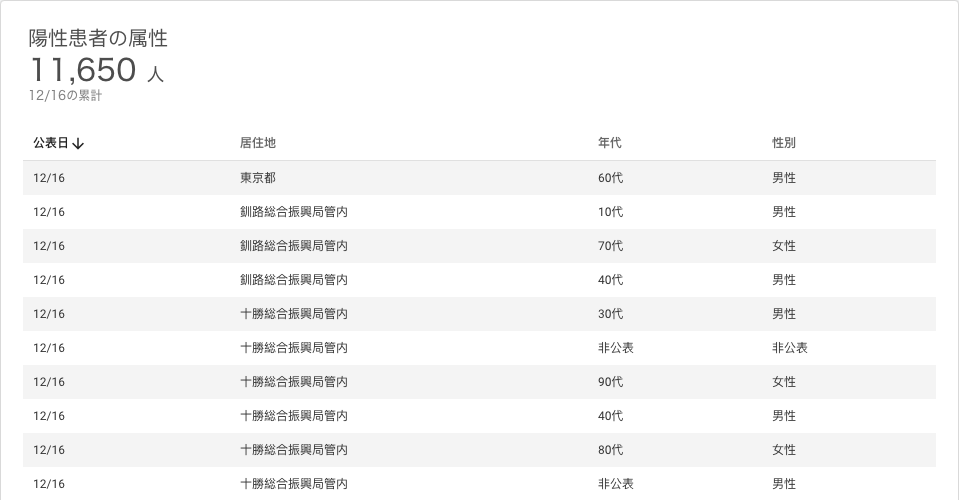 陽性患者の属性
11,650 人
12/16の累計
公表日↓ 居住地 年代 性別
12/16 東京都 60代 男性
12/16 釧路総合振興局管内 10代 男性
12/16 釧路総合振興局管内 70代 女性
12/16 釧路総合振興局管内 40代 男性
12/16 十勝総合振興局管内 30代 男性
12/16 十勝総合振興局管内 非公表 非公表
12/16 十勝総合振興局管内 90代 女性
12/16 十勝総合振興局管内 40代 男性
12/16 十勝総合振興局管内 80代 女性
12/16 十勝総合振興局管内 非公表 男性